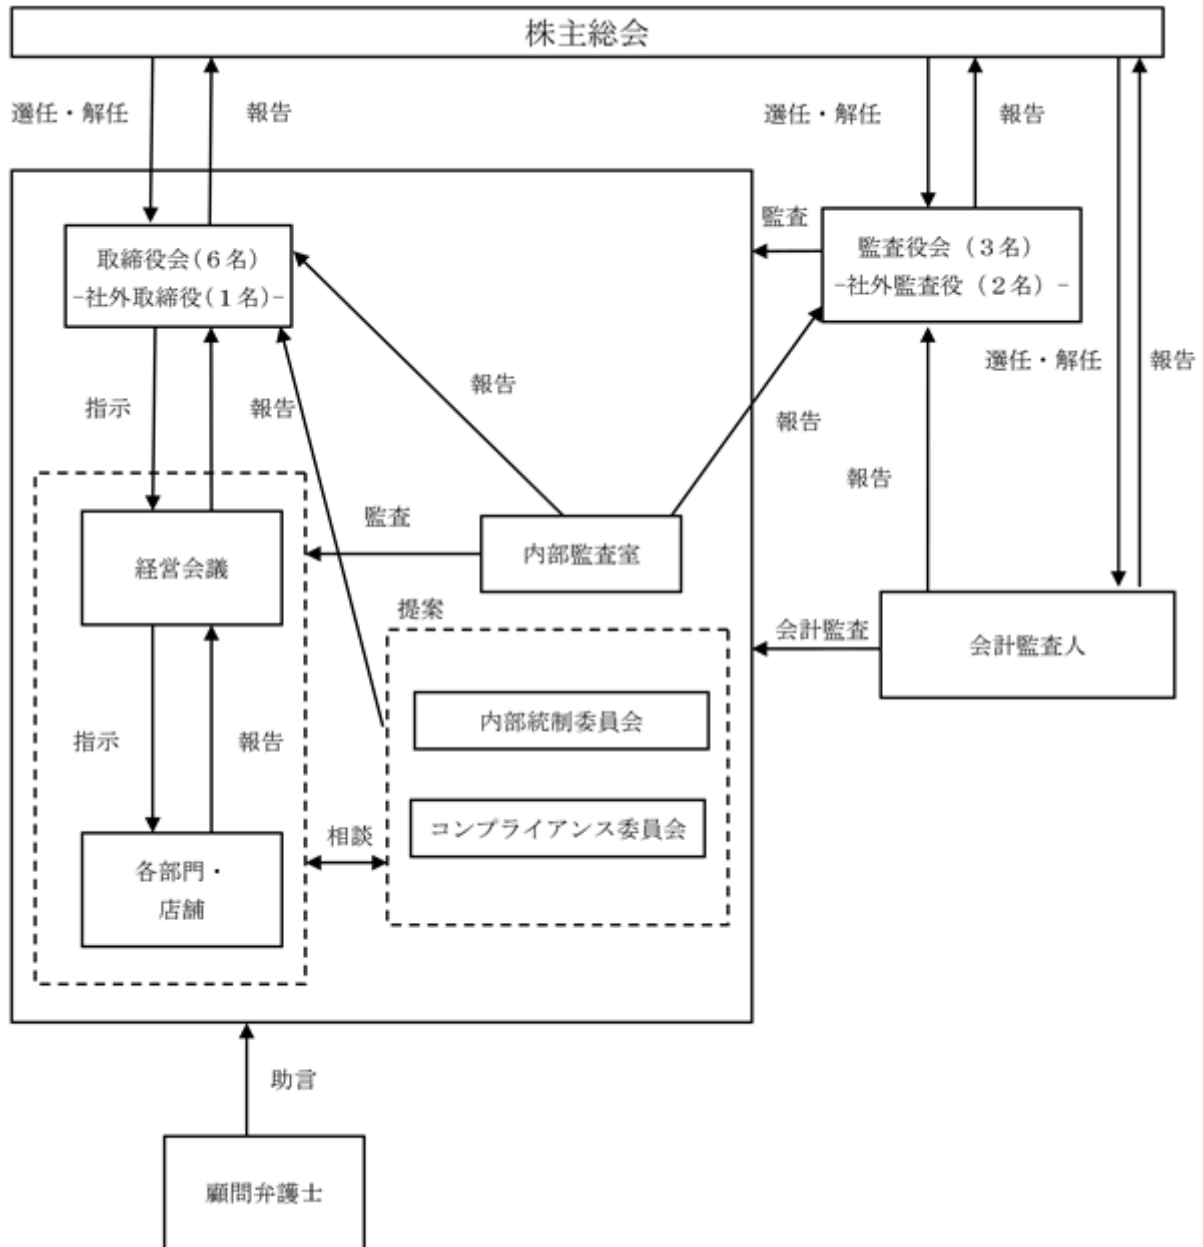 株主総会
選任・解任
報告
選任・解任
報告
取締役会(6名)
-社外取締役(1名)-
監査
監査役会（3名）
-社外監査役（2名）-
選任・解任
報告
報告
指示
報告
報告
報告
監査
経営会議
内部監査室
提案
会計監査
会計監査人
内部統制委員会
指示
報告
コンプライアンス委員会
相談
各部門・
店舗
助言
顧問弁護士